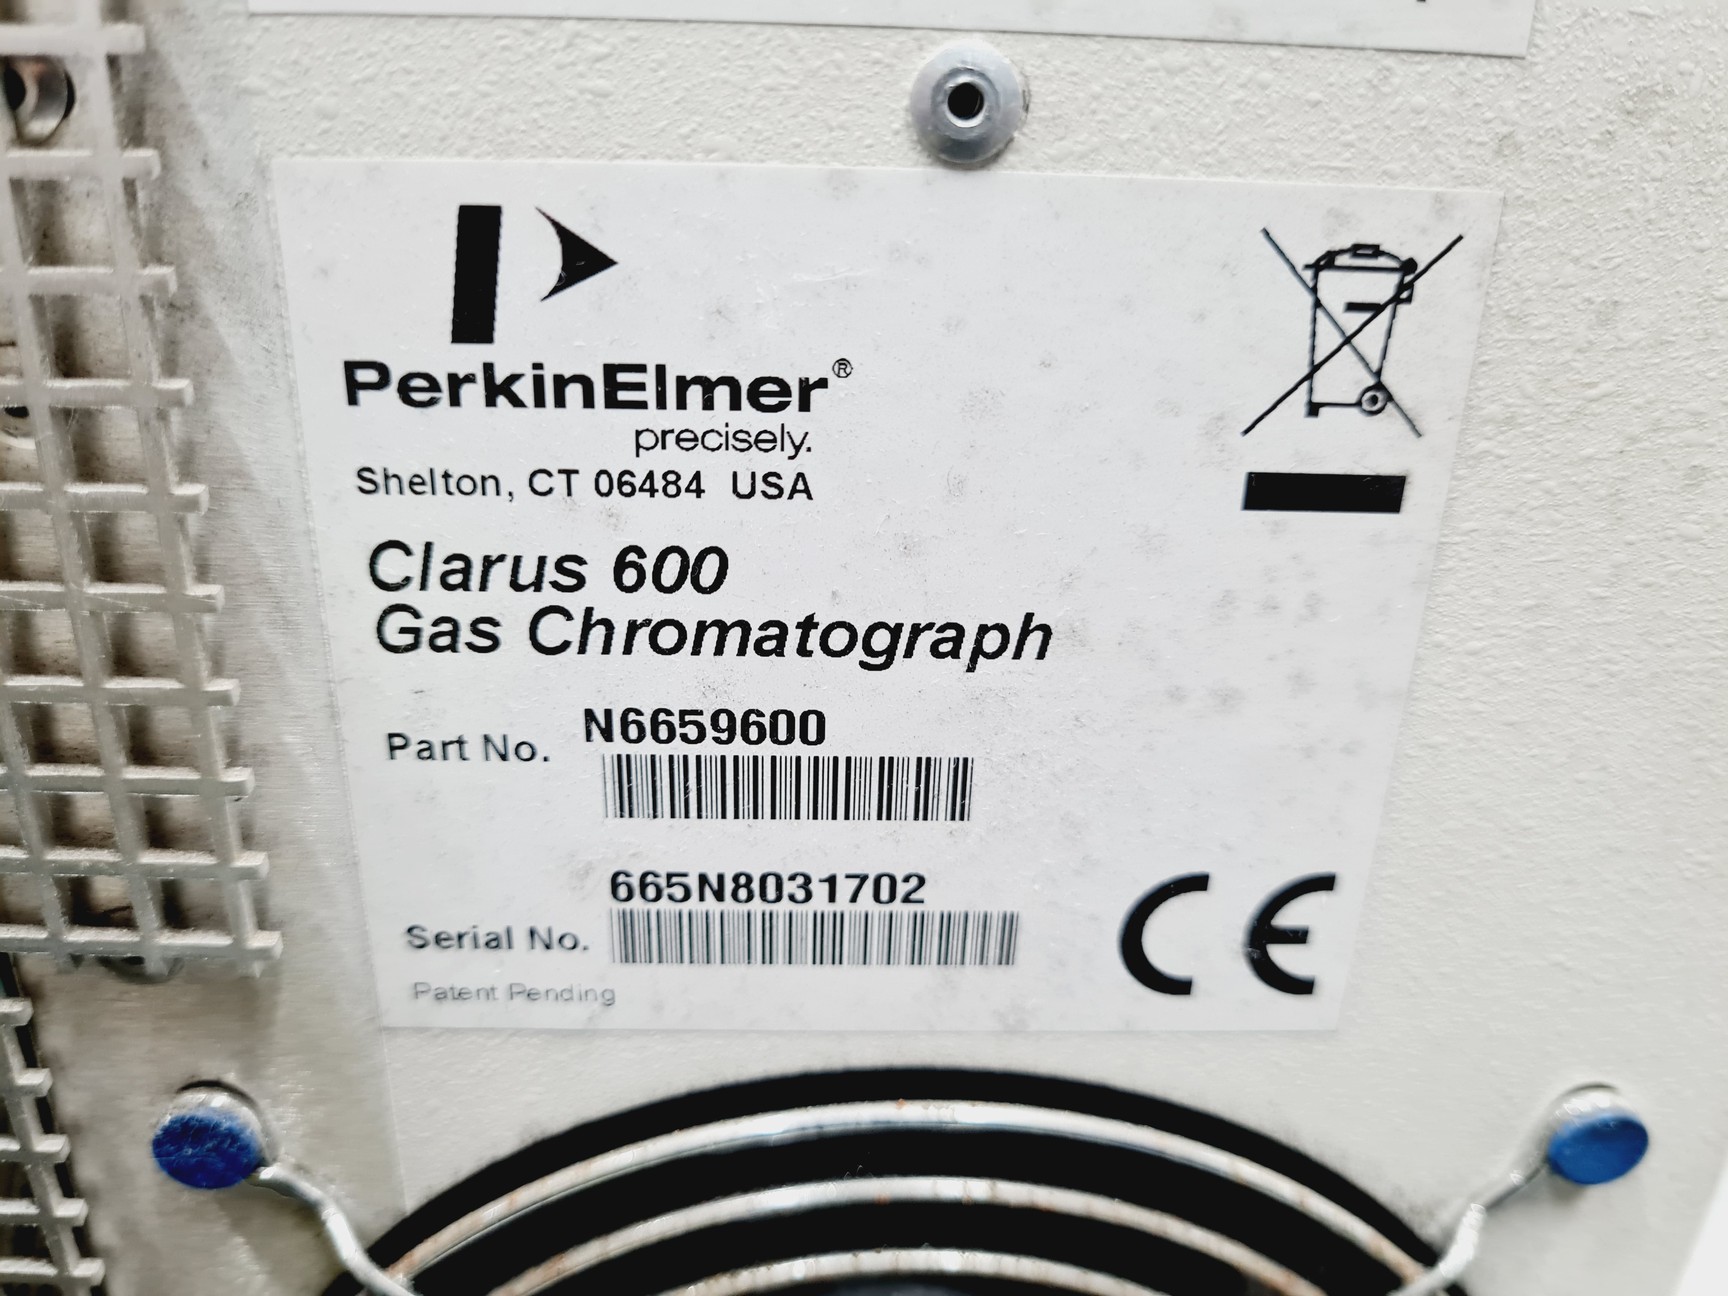 PerkinElmer®
precisely.
Shelton, CT 06484 USA
Clarus 600
Gas Chromatograph
Part No. N6659600
665N8031702
Serial No.
Patent Pending
CE